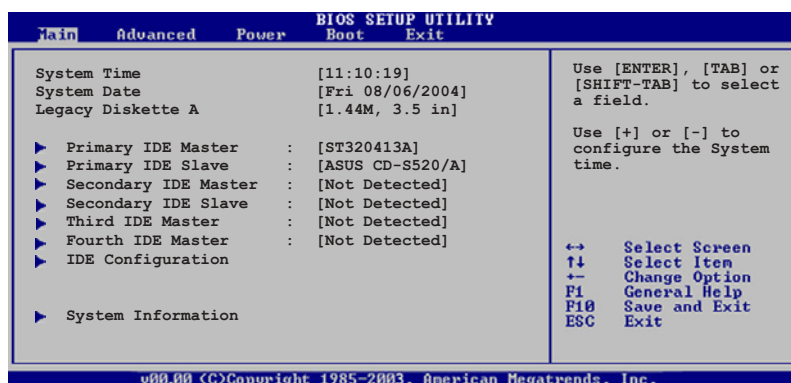 BIOS SETUP UTILITY
Main Advanced Power Boot Exit
System Time [11:10:19]
System Date [Fri 08/06/2004]
Legacy Diskette A [1.44M, 3.5 in]
Primary IDE Master : [ST320413A]
Primary IDE Slave : [ASUS CD-S520/A]
Secondary IDE Master : [Not Detected]
Secondary IDE Slave : [Not Detected]
Third IDE Master : [Not Detected]
Fourth IDE Master : [Not Detected]
IDE Configuration
System Information
Use [ENTER], [TAB] or
[SHIFT-TAB] to select
a field.
Use [+] or [-] to
configure the System
time.
↔ Select Screen
↑↓ Select Item
+- Change Option
F1 General Help
F10 Save and Exit
ESC Exit
v00.00 (C)Copyright 1985-2003, American Megatrends, Inc.